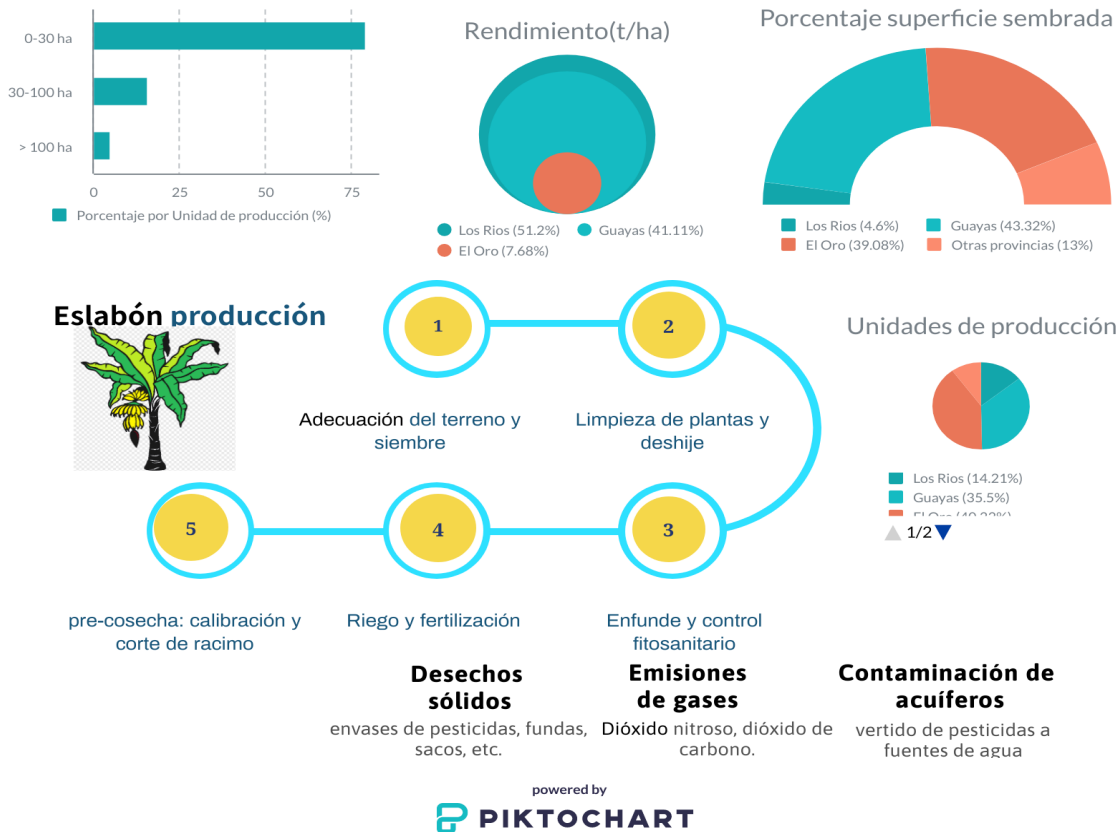 0-30 ha
30-100 ha
> 100 ha
0
25
50
75
Porcentaje por Unidad de producción (%)
Rendimiento(t/ha)
Los Rios (51.2%)
Guayas (41.11%)
El Oro (7.68%)
Porcentaje superficie sembrada
Los Rios (4.6%)
Guayas (43.32%)
El Oro (39.08%)
Otras provincias (13%)
Eslabón producción
1
2
Adecuación del terreno y
siembre
Limpieza de plantas y
deshije
Unidades de producción
Los Rios (14.21%)
Guayas (35.5%)
El Oro
1/2
5
4
3
pre-cosecha: calibración y
corte de racimo
Riego y fertilización
Enfunde y control
fitosanitario
Desechos
sólidos
envases de pesticidas, fundas,
sacos, etc.
Emisiones
de gases
Dióxido nitroso, dióxido de
carbono.
Contaminación de
acuíferos
vertido de pesticidas a
fuentes de agua
powered by
PIKTOCHART